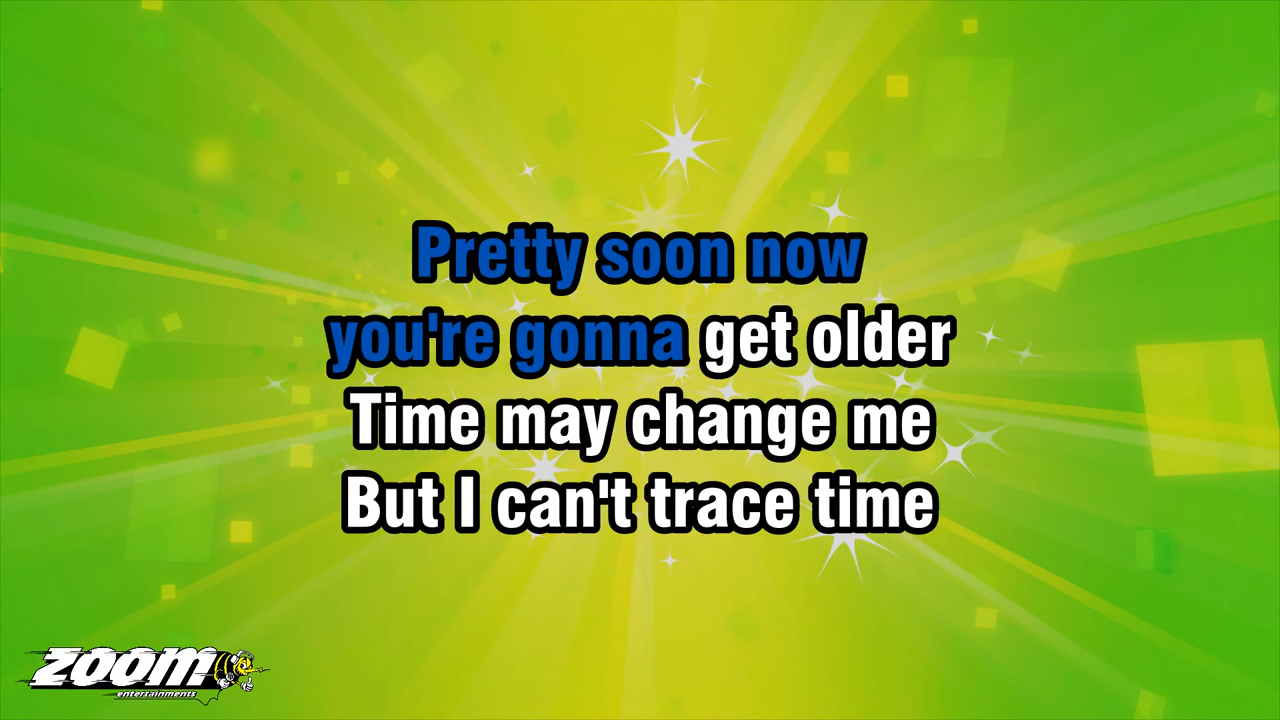 Pretty soon now
you're gonna get older
Time may change me
But I can't trace time
zoom
entertainments